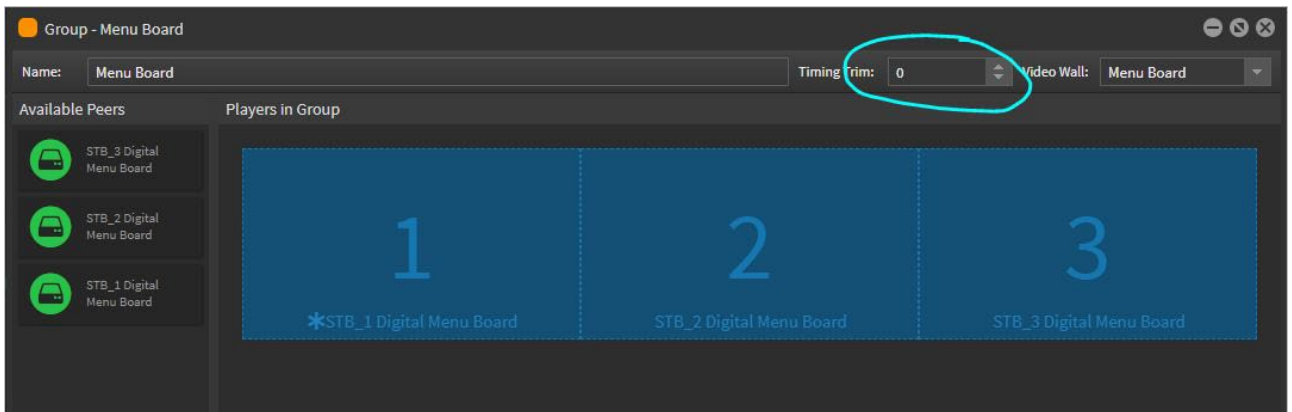 Group - Menu Board
Name: Menu Board Timing Trim: 0 Video Wall: Menu Board
Available Peers
Players in Group
STB_3 Digital
Menu Board
STB_2 Digital
Menu Board
STB_1 Digital
Menu Board
1
✱STB_1 Digital Menu Board
2
STB_2 Digital Menu Board
3
STB_3 Digital Menu Board